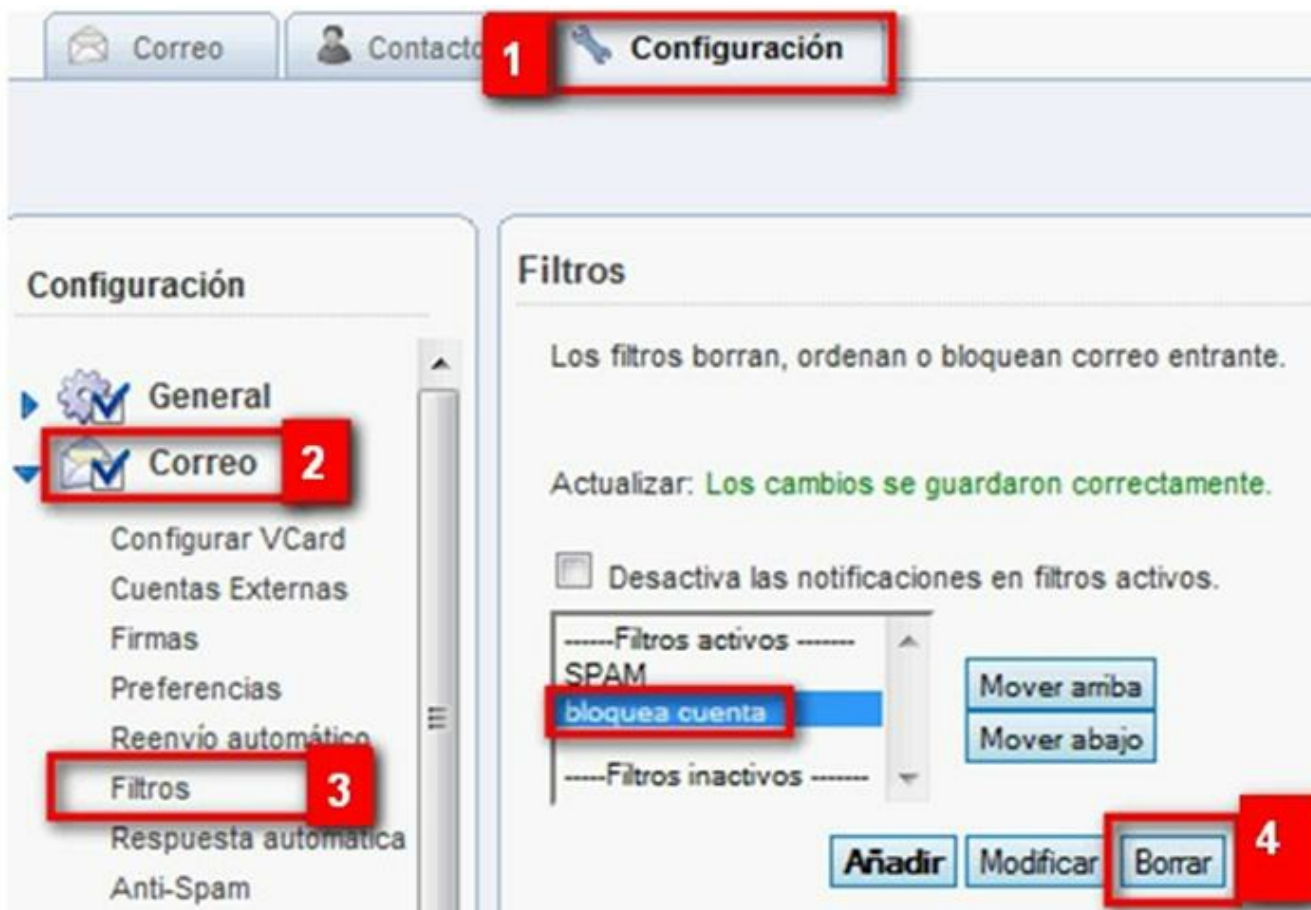 Correo
Contacto
1
Configuración
Configuración
General
Correo
2
Configurar VCard
Cuentas Externas
Firmas
Preferencias
Reenvío automático
Filtros
3
Respuesta automática
Anti-Spam
Filtros
Los filtros borran, ordenan o bloquean correo entrante.
Actualizar: Los cambios se guardaron correctamente.
Desactiva las notificaciones en filtros activos.
------Filtros activos -------
SPAM
bloquea cuenta
-----Filtros inactivos -------
Mover arriba
Mover abajo
Añadir
Modificar
Borrar
4